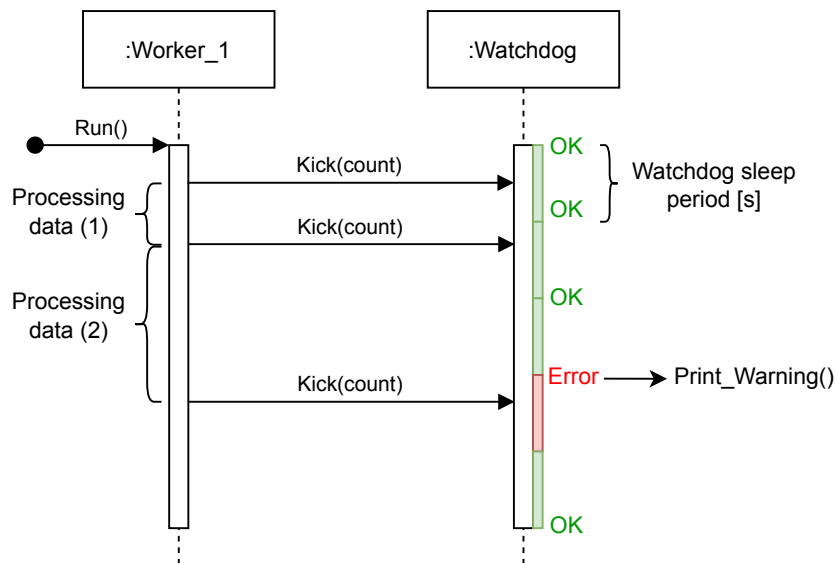 :Worker_1
:Watchdog
Run()
OK
Kick(count)
Watchdog sleep
period [s]
Processing
data (1)
OK
Kick(count)
Processing
data (2)
OK
Kick(count)
Error
Print_Warning()
OK